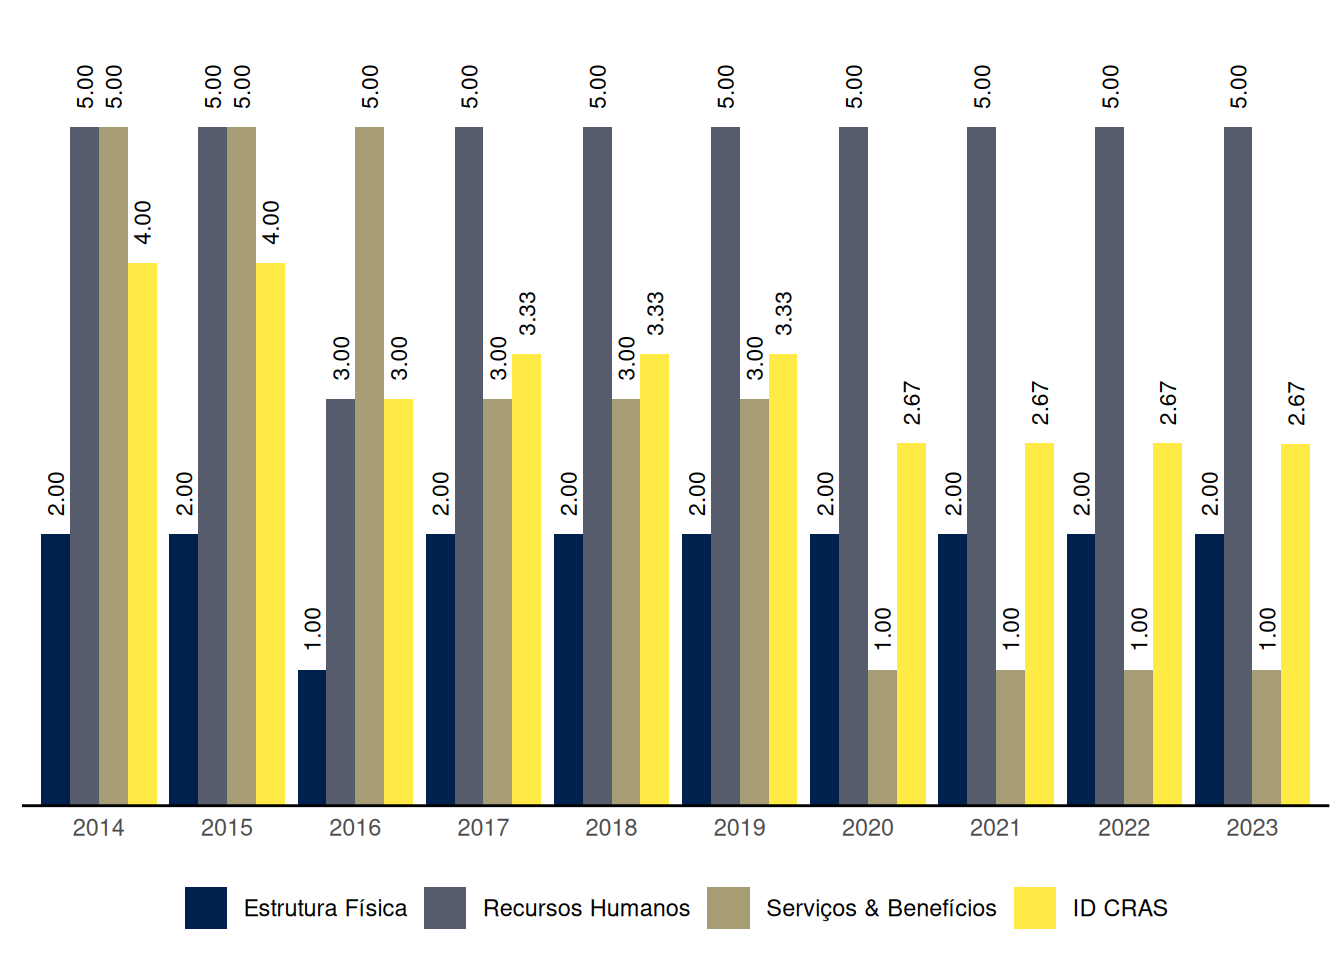 5.00 5.00 5.00 5.00 5.00 5.00 5.00 5.00 5.00 5.00 5.00 5.00
4.00 4.00
3.33 3.33 3.33
3.00 3.00 3.00 3.00 3.00
2.67 2.67 2.67 2.67
2.00 2.00 2.00 2.00 2.00 2.00 2.00 2.00 2.00
1.00 1.00 1.00 1.00 1.00
2014 2015 2016 2017 2018 2019 2020 2021 2022 2023
Estrutura Física Recursos Humanos Serviços & Benefícios ID CRAS